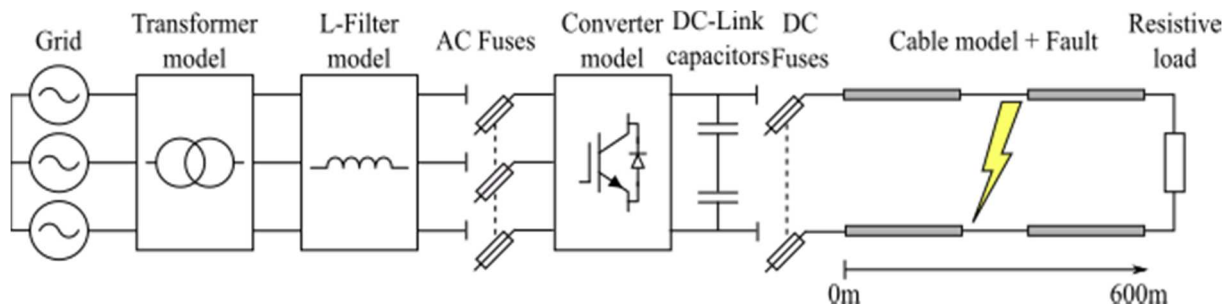 Grid
Transformer
model
L-Filter
model
AC Fuses
Converter
model
DC-Link
capacitors
DC
Fuses
Cable model + Fault
Resistive
load
0m
600m